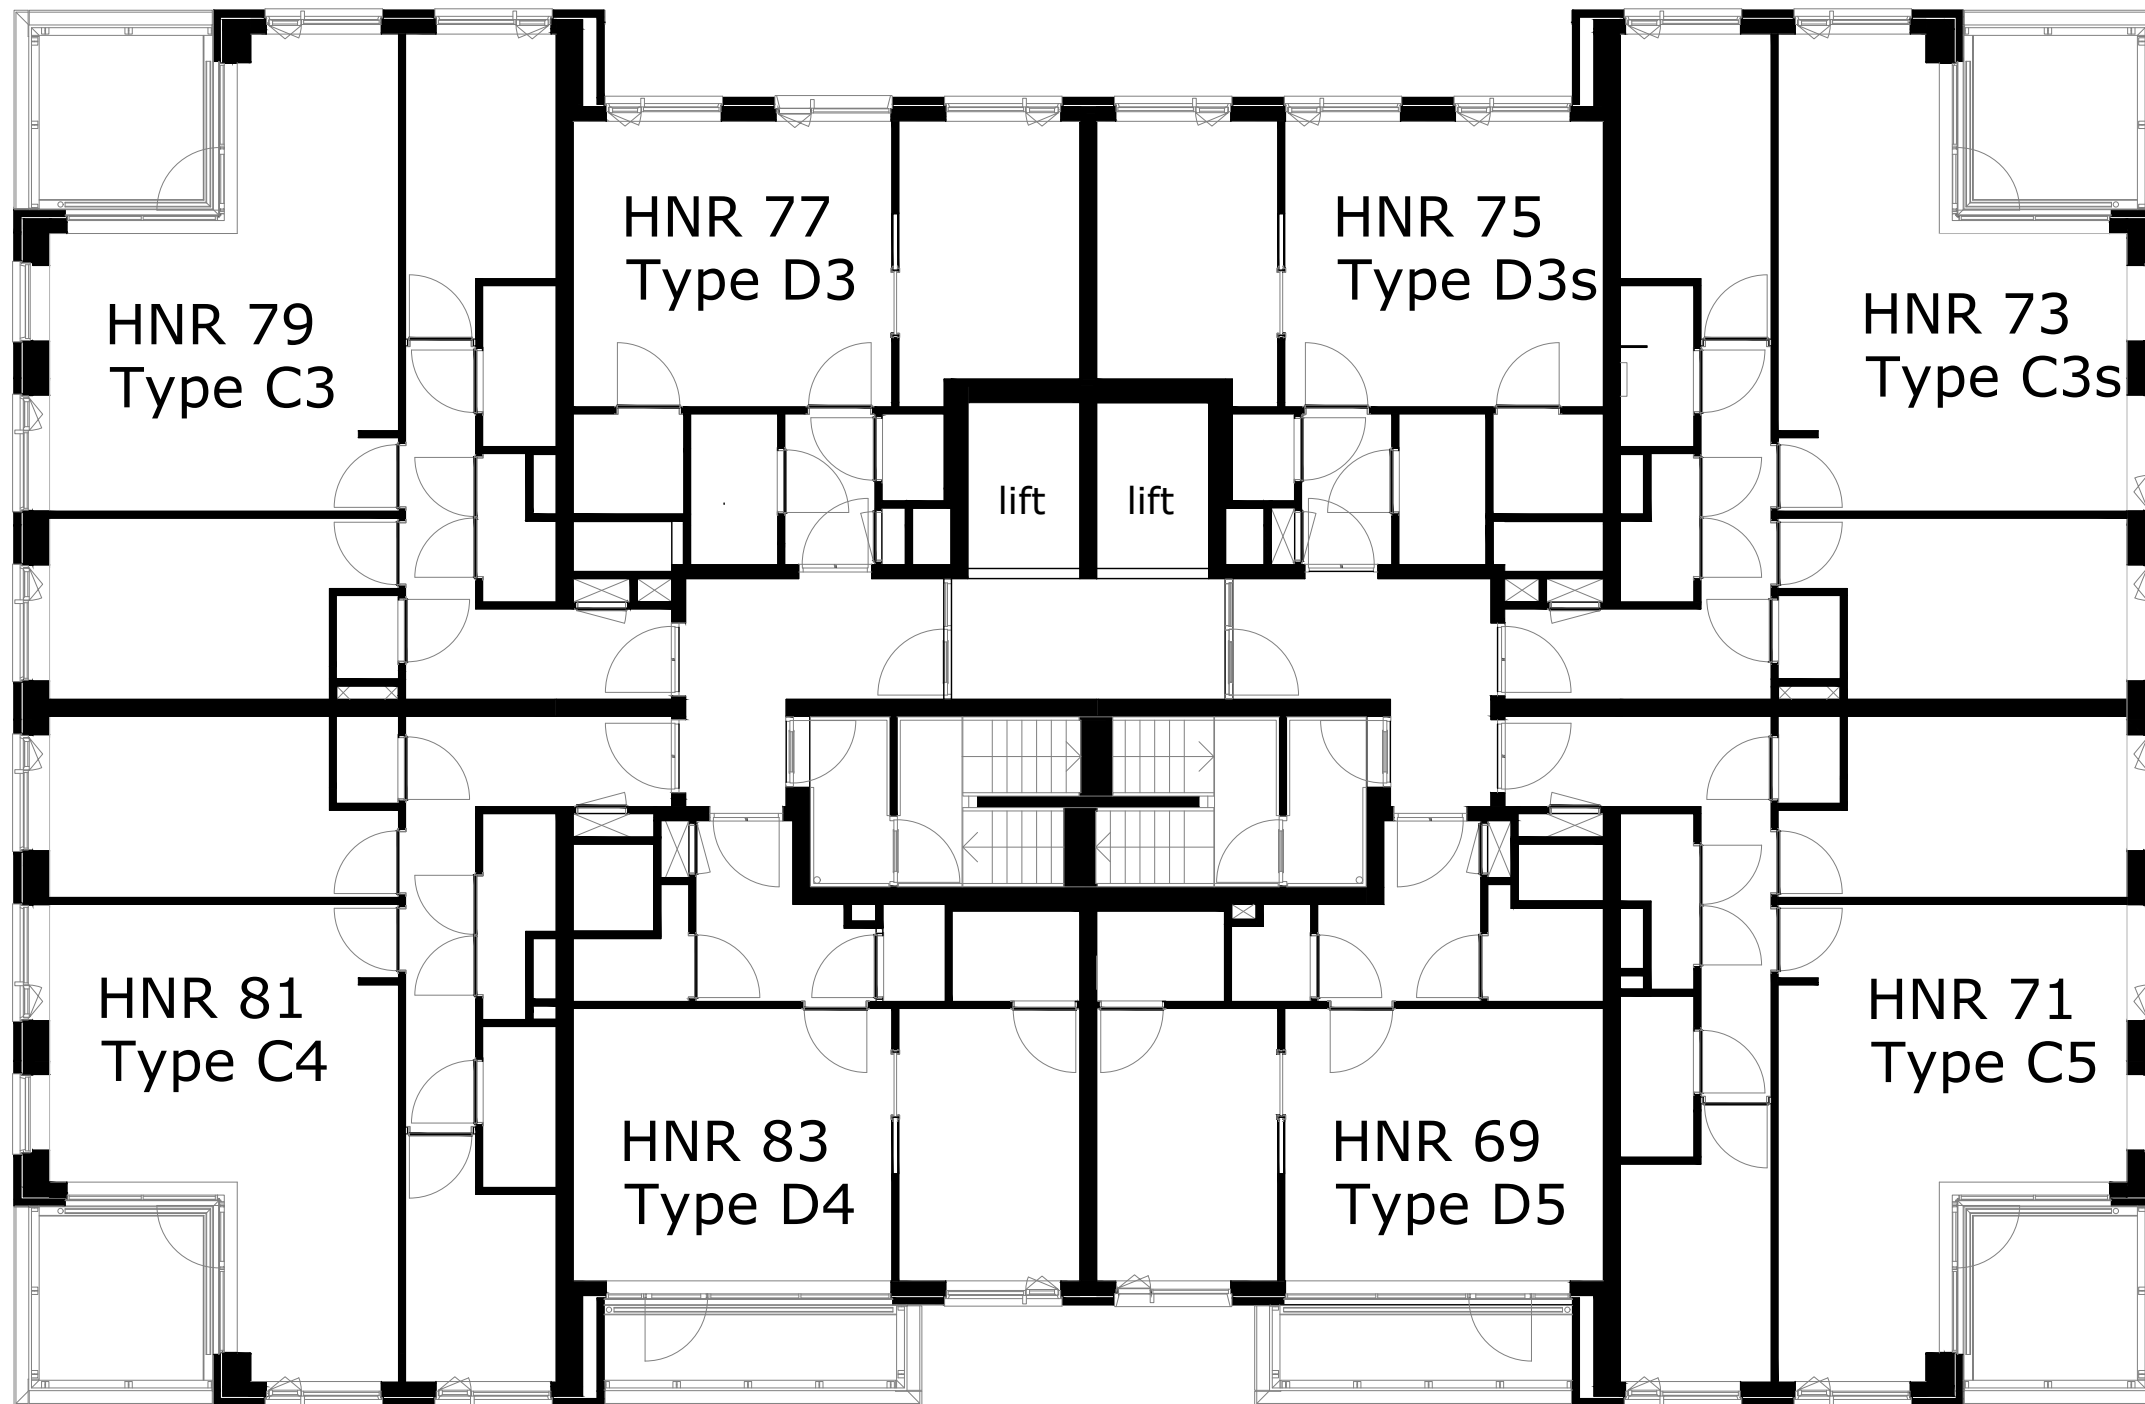 HNR 77
Type D3
HNR 75
Type D3s
HNR 79
Type C3
HNR 73
Type C3s
lift
lift
HNR 81
Type C4
HNR 71
Type C5
HNR 83
Type D4
HNR 69
Type D5